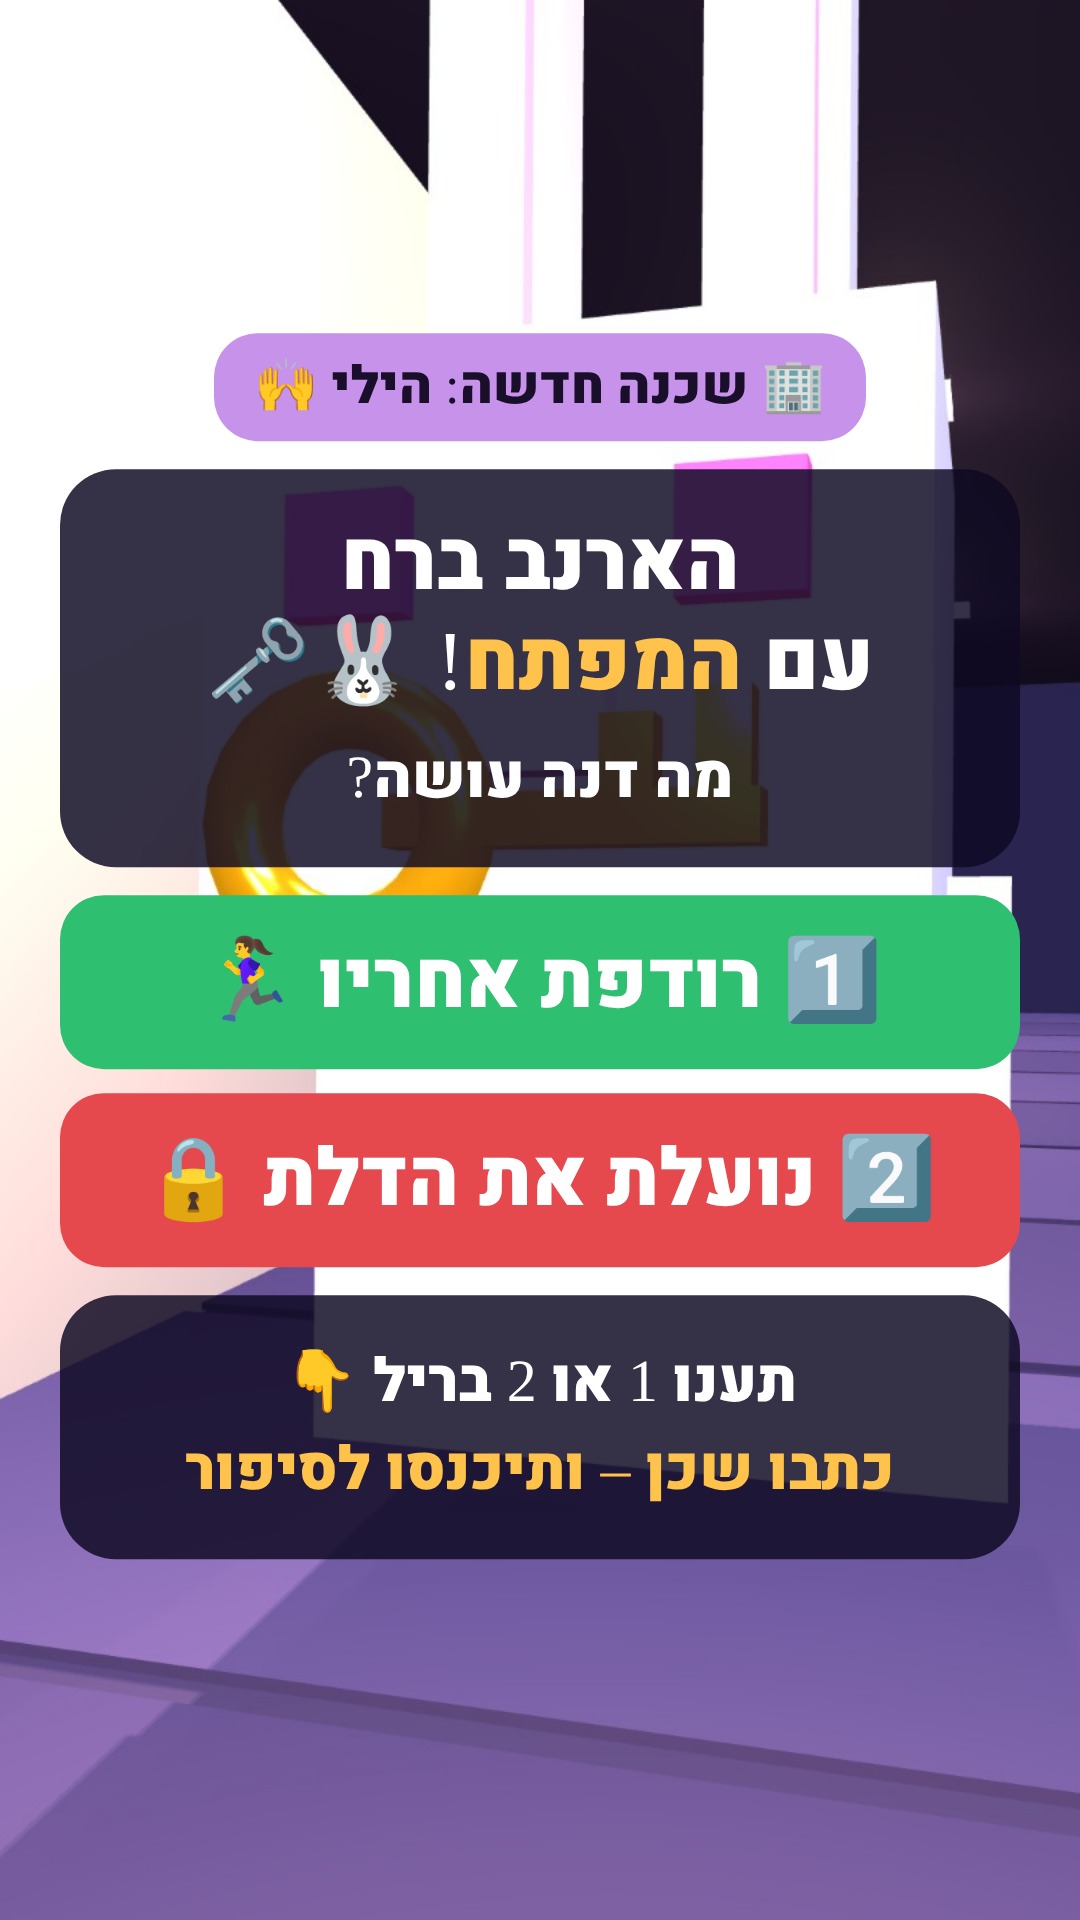 🏢 שכנה חדשה: הילי 🙌
הארנב ברח
עם המפתח! 🐰 🗝️
מה דנה עושה?
1️⃣ רודפת אחריו 🏃‍♀️
2️⃣ נועלת את הדלת 🔒
תענו 1 או 2 בריל 👇
כתבו שכן – ותיכנסו לסיפור